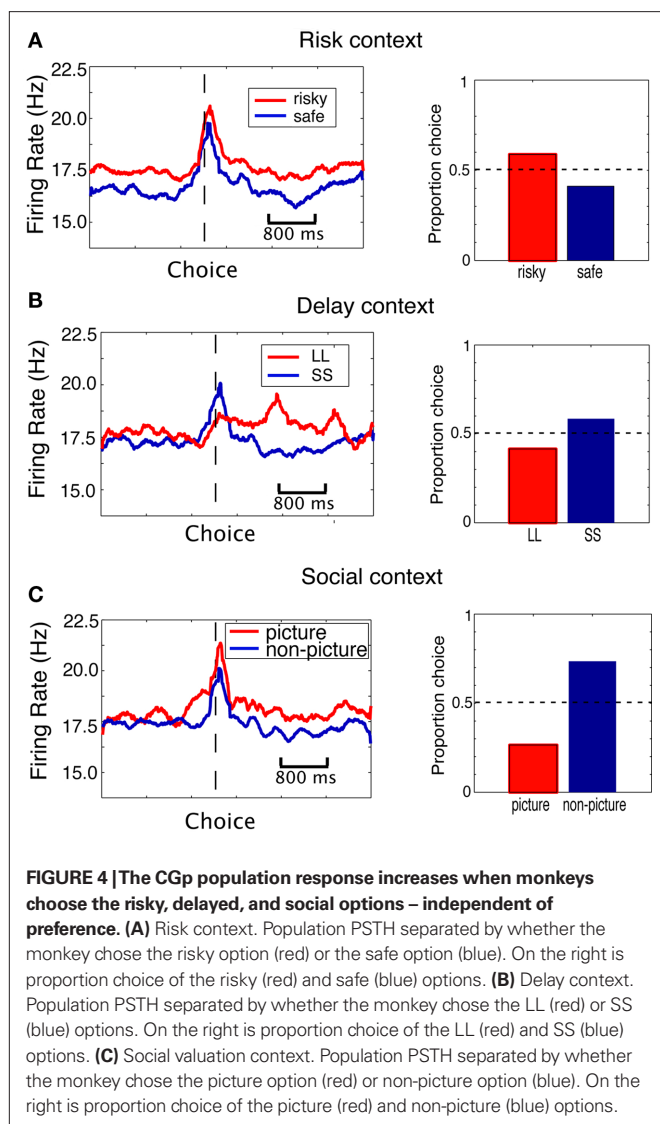 A
Risk context
22.5
20.0
17.5
15.0
Firing Rate (Hz)
risky
safe
800 ms
Choice
1
0.5
0
Proportion choice
risky
safe
B
Delay context
22.5
20.0
17.5
15.0
Firing Rate (Hz)
LL
SS
800 ms
Choice
1
0.5
0
Proportion choice
LL
SS
Social context
C
22.5
20.0
17.5
15.0
Firing Rate (Hz)
picture
non-picture
800 ms
Choice
1
0.5
0
Proportion choice
picture
non-picture
FIGURE 4 | The CGp population response increases when monkeys
choose the risky, delayed, and social options – independent of
preference. (A) Risk context. Population PSTH separated by whether the
monkey chose the risky option (red) or the safe option (blue). On the right is
proportion choice of the risky (red) and safe (blue) options. (B) Delay context.
Population PSTH separated by whether the monkey chose the LL (red) or SS
(blue) options. On the right is proportion choice of the LL (red) and SS (blue)
options. (C) Social valuation context. Population PSTH separated by whether
the monkey chose the picture option (red) or non-picture option (blue). On the
right is proportion choice of the picture (red) and non-picture (blue) options.